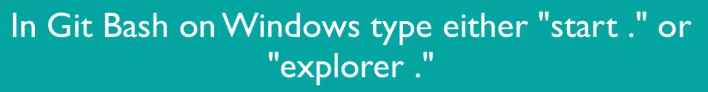 In Git Bash on Windows type either "start ." or
"explorer ."